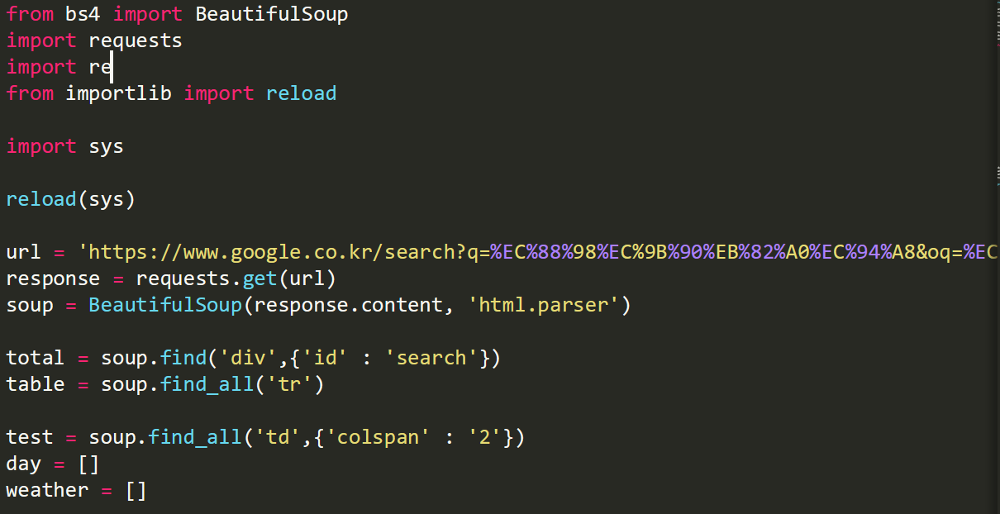 from bs4 import BeautifulSoup
import requests
import re
from importlib import reload
import sys
reload(sys)
url = 'https://www.google.co.kr/search?q=%EC%88%98%EC%9B%90%EB%82%A0%EC%94%A8&oq=%EC
response = requests.get(url)
soup = BeautifulSoup(response.content, 'html.parser')
total = soup.find('div',{'id' : 'search'})
table = soup.find_all('tr')
test = soup.find_all('td',{'colspan' : '2'})
day = []
weather = []